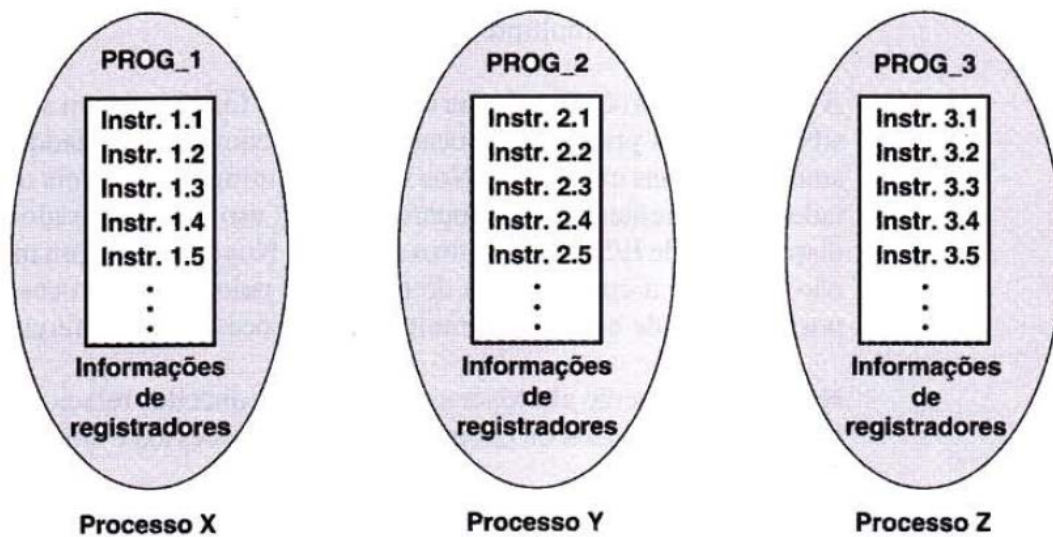 PROG_1
Instr. 1.1
Instr. 1.2
Instr. 1.3
Instr. 1.4
Instr. 1.5
Informações
de
registradores
Processo X
PROG_2
Instr. 2.1
Instr. 2.2
Instr. 2.3
Instr. 2.4
Instr. 2.5
Informações
de
registradores
Processo Y
PROG_3
Instr. 3.1
Instr. 3.2
Instr. 3.3
Instr. 3.4
Instr. 3.5
Informações
de
registradores
Processo Z